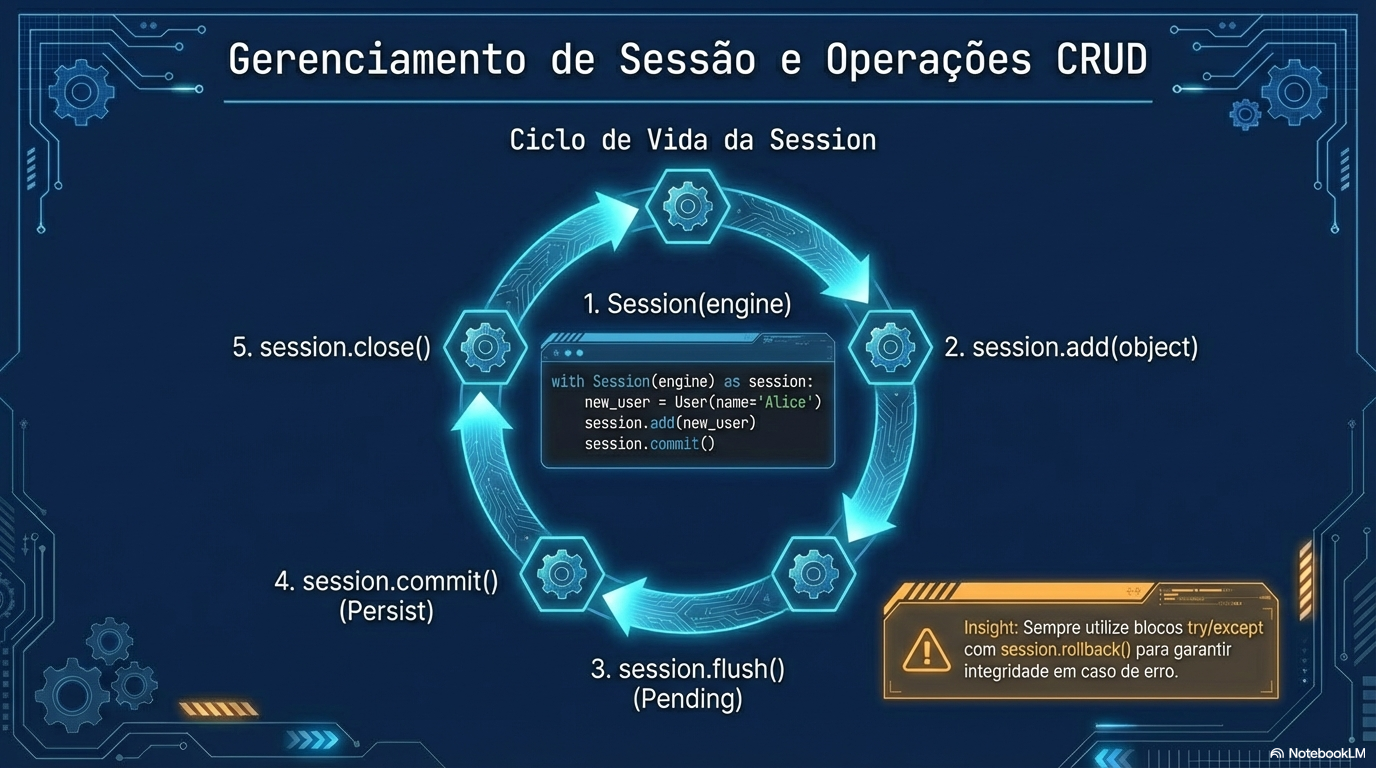 Gerenciamento de Sessão e Operações CRUD
Ciclo de Vida da Session
1. Session(engine)
5. session.close()
2. session.add(object)
with Session(engine) as session:
    new_user = User(name='Alice')
    session.add(new_user)
    session.commit()
4. session.commit()
(Persist)
3. session.flush()
(Pending)
Insight: Sempre utilize blocos try/except
com session.rollback() para garantir
integridade em caso de erro.
NotebookLM